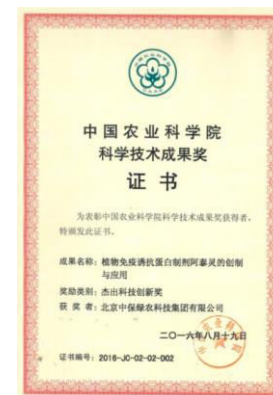 中国农业科学院
科学技术成果奖
证书
为表彰中国农业科学院科学技术成果奖获得者，
特颁发此证书。
成果名称：植物免疫诱抗蛋白制剂阿泰灵的创制
与应用
奖励类别：杰出科技创新奖
获奖者：北京中保绿农科技集团有限公司
二〇一六年八月十九日
证书编号：2016-JC-02-02-002